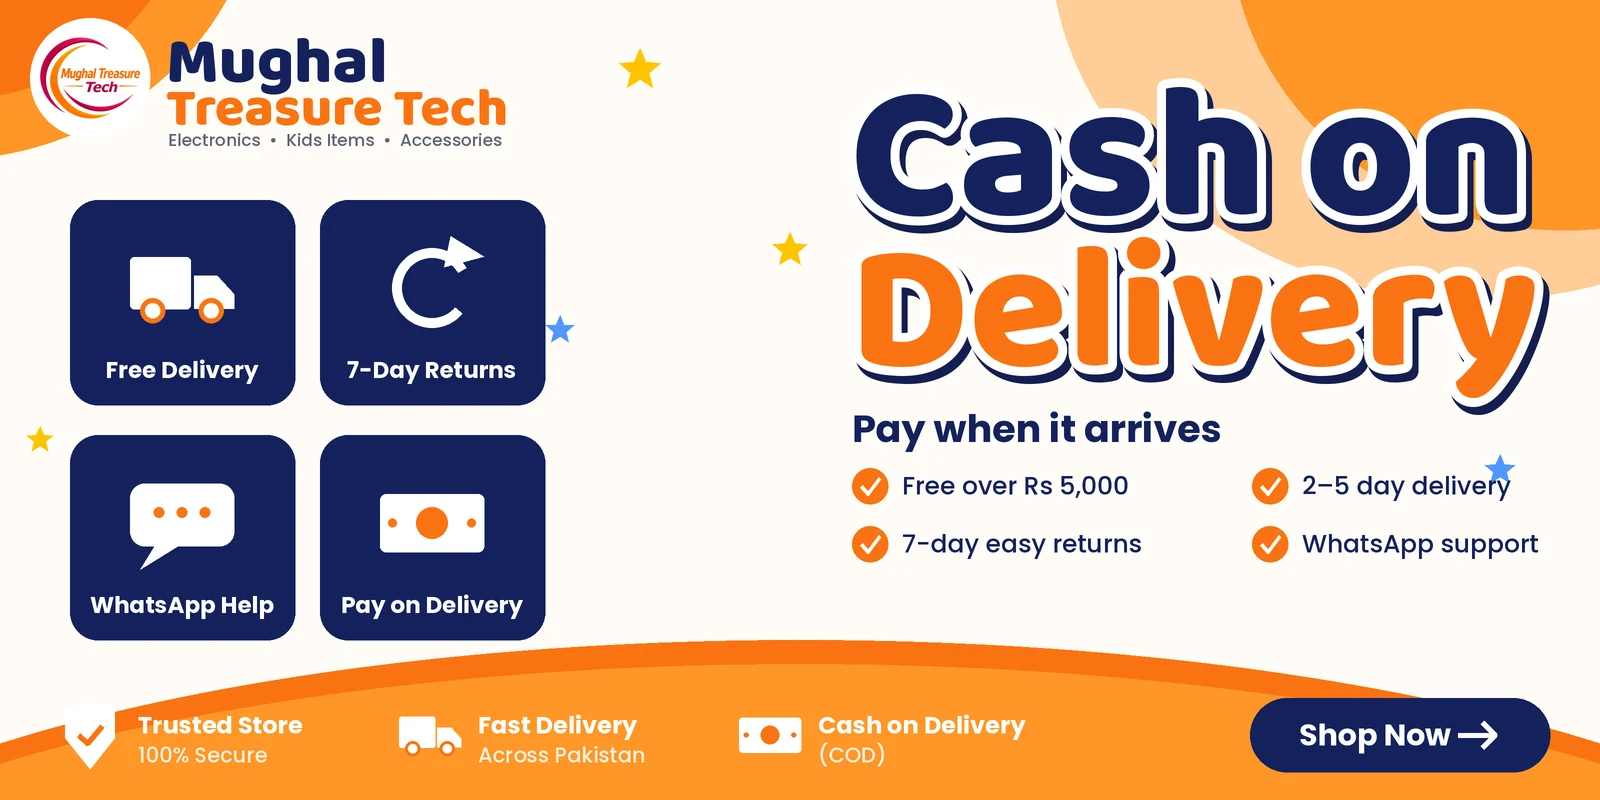 Mughal Treasure
Tech
Mughal
Treasure Tech
Electronics • Kids Items • Accessories
Free Delivery
7-Day Returns
WhatsApp Help
Pay on Delivery
Cash on
Delivery
Pay when it arrives
Free over Rs 5,000
2–5 day delivery
7-day easy returns
WhatsApp support
Trusted Store
100% Secure
Fast Delivery
Across Pakistan
Cash on Delivery
(COD)
Shop Now